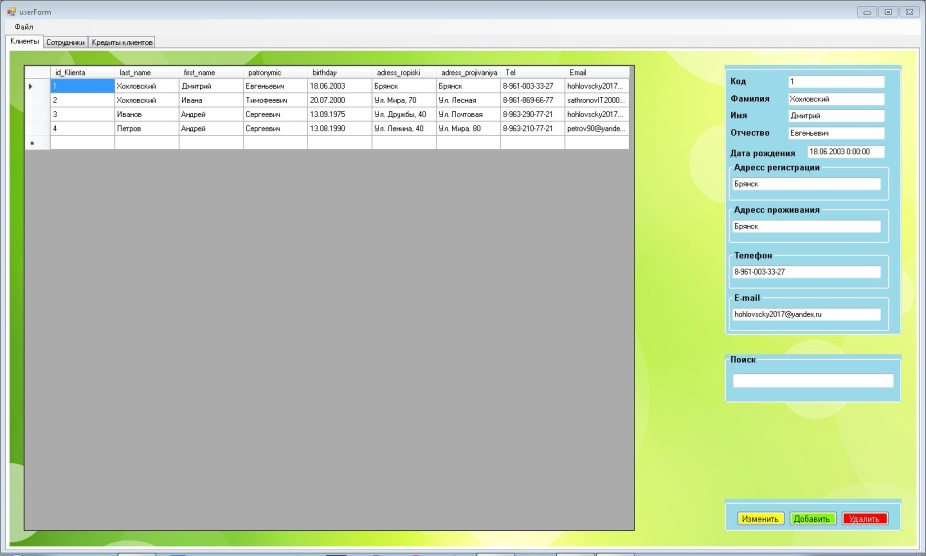 userForm
Файл
Клиенты Сотрудники Кредиты клиентов
id_Klienta last_name first_name patronymic birthday adress_ropiski adress_projivaniya Tel Email
1 Хохловский Дмитрий Евгеньевич 18.06.2003 Брянск Брянск 8-961-003-33-27 hohlovscky2017...
2 Хохловский Ивана Тимофеевич 20.07.2000 Ул. Мира, 70 Ул. Лесная 8-961-869-66-77 sathronovIT2000...
3 Иванов Андрей Сергеевич 13.09.1975 Ул. Дружбы, 40 Ул. Почтовая 8-963-290-77-21 hohlovscky2017...
4 Петров Андрей Сергеевич 13.08.1990 Ул. Ленина, 40 Ул. Мира. 80 8-963-210-77-21 petrov90@yande...
Код 1
Фамилия Хохловский
Имя Дмитрий
Отчество Евгеньевич
Дата рождения 18.06.2003 0:00:00
Адресс регистрации
Брянск
Адресс проживания
Брянск
Телефон
8-961-003-33-27
E-mail
hohlovscky2017@yandex.ru
Поиск
Изменить Добавить Удалить